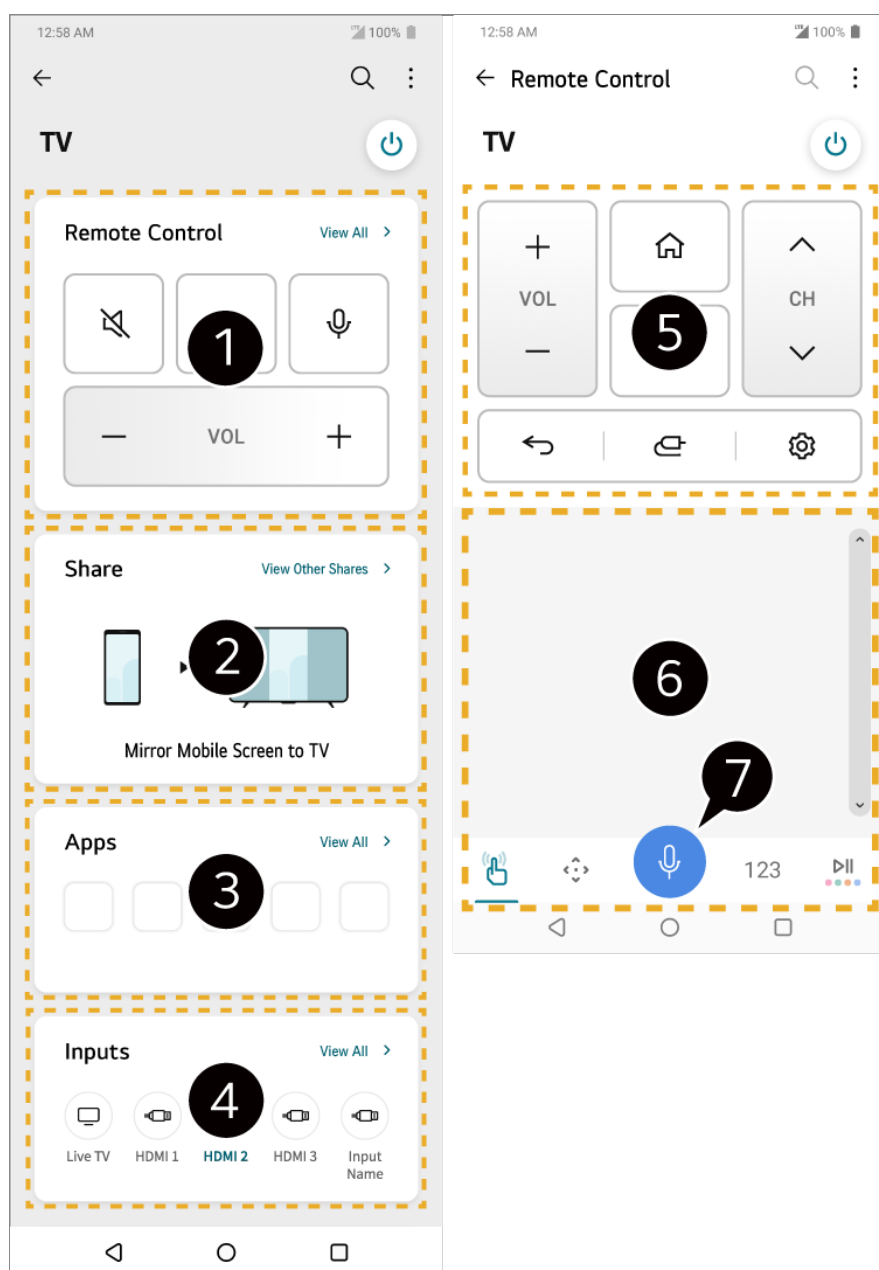 12:58 AM
LTE 100%
TV
Remote Control
View All >
1
VOL
Share
View Other Shares >
2
Mirror Mobile Screen to TV
Apps
View All >
3
Inputs
View All >
4
Live TV
HDMI 1
HDMI 2
HDMI 3
Input
Name
12:58 AM
LTE 100%
Remote Control
TV
VOL
5
CH
6
7
123